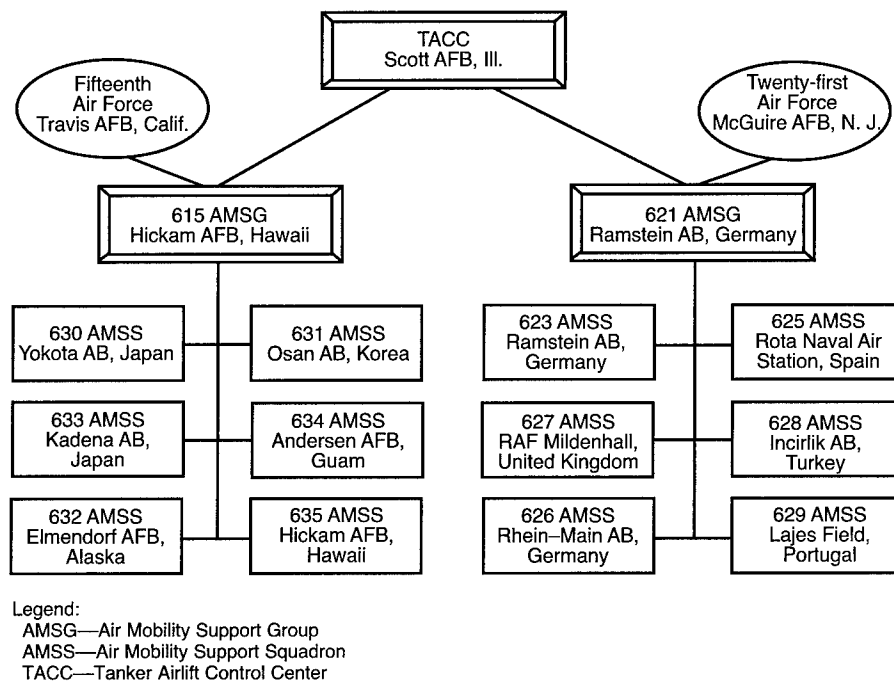 TACC
Scott AFB, Ill.
Fifteenth
Air Force
Travis AFB, Calif.
Twenty-first
Air Force
McGuire AFB, N. J.
615 AMSG
Hickam AFB, Hawaii
621 AMSG
Ramstein AB, Germany
630 AMSS
Yokota AB, Japan
631 AMSS
Osan AB, Korea
623 AMSS
Ramstein AB,
Germany
625 AMSS
Rota Naval Air
Station, Spain
633 AMSS
Kadena AB,
Japan
634 AMSS
Andersen AFB,
Guam
627 AMSS
RAF Mildenhall,
United Kingdom
628 AMSS
Incirlik AB,
Turkey
632 AMSS
Elmendorf AFB,
Alaska
635 AMSS
Hickam AFB,
Hawaii
626 AMSS
Rhein–Main AB,
Germany
629 AMSS
Lajes Field,
Portugal
Legend:
AMSG—Air Mobility Support Group
AMSS—Air Mobility Support Squadron
TACC—Tanker Airlift Control Center